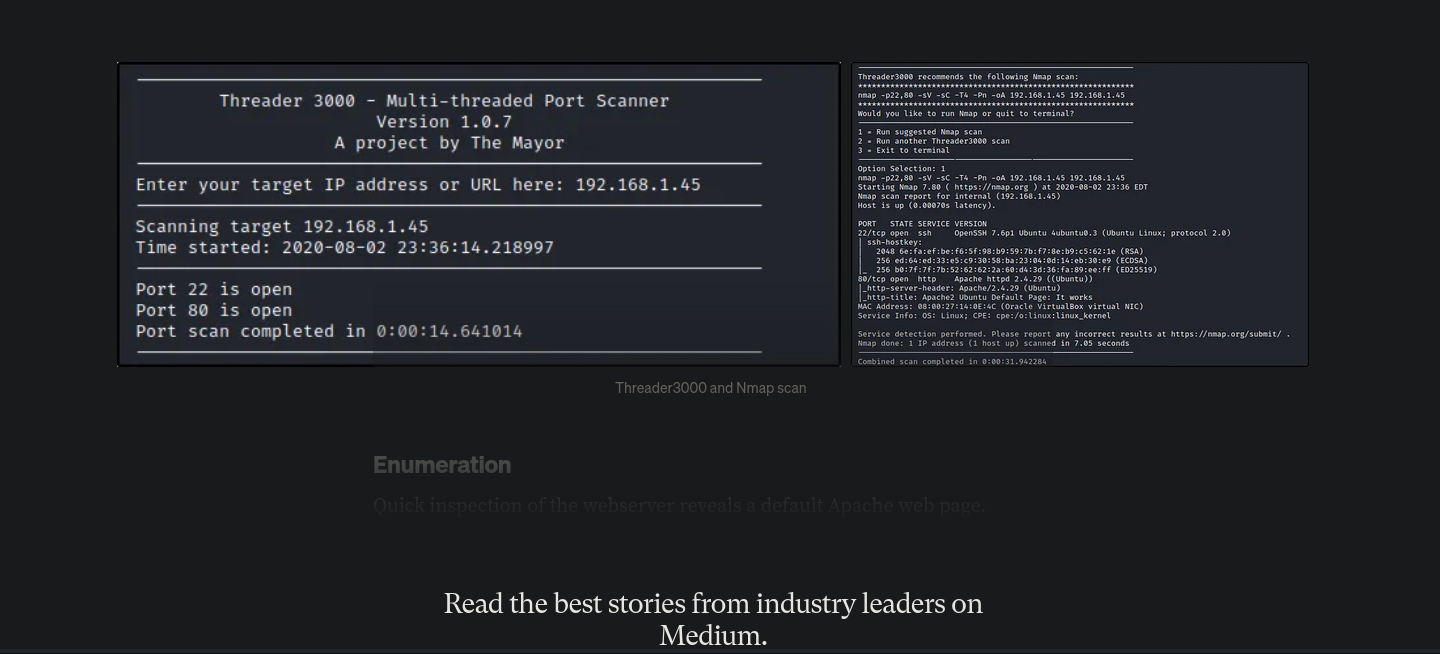 Threader 3000 - Multi-threaded Port Scanner
Version 1.0.7
A project by The Mayor
Enter your target IP address or URL here: 192.168.1.45
Scanning target 192.168.1.45
Time started: 2020-08-02 23:36:14.218997
Port 22 is open
Port 80 is open
Port scan completed in 0:00:14.641014
Threader3000 recommends the following Nmap scan:
************************************************************
nmap -p22,80 -sV -sC -T4 -Pn -oA 192.168.1.45 192.168.1.45
************************************************************
Would you like to run Nmap or quit to terminal?
1 = Run suggested Nmap scan
2 = Run another Threader3000 scan
3 = Exit to terminal
Option Selection: 1
nmap -p22,80 -sV -sC -T4 -Pn -oA 192.168.1.45 192.168.1.45
Starting Nmap 7.80 ( https://nmap.org ) at 2020-08-02 23:36 EDT
Nmap scan report for internal (192.168.1.45)
Host is up (0.00070s latency).
PORT   STATE SERVICE VERSION
22/tcp open  ssh     OpenSSH 7.6p1 Ubuntu 4ubuntu0.3 (Ubuntu Linux; protocol 2.0)
| ssh-hostkey:
|   2048 6e:fa:ef:be:f6:5f:98:b9:59:7b:f7:8e:b9:c5:62:1e (RSA)
|   256 ed:64:ed:33:e5:c9:30:58:ba:23:04:0d:14:eb:30:e9 (ECDSA)
|_  256 b0:7f:7f:7b:52:62:62:2a:60:d4:3d:36:fa:89:ee:ff (ED25519)
80/tcp open  http    Apache httpd 2.4.29 ((Ubuntu))
|_http-server-header: Apache/2.4.29 (Ubuntu)
|_http-title: Apache2 Ubuntu Default Page: It works
MAC Address: 08:00:27:14:0E:4C (Oracle VirtualBox virtual NIC)
Service Info: OS: Linux; CPE: cpe:/o:linux:linux_kernel
Service detection performed. Please report any incorrect results at https://nmap.org/submit/ .
Nmap done: 1 IP address (1 host up) scanned in 7.05 seconds
Combined scan completed in 0:00:31.942284
Threader3000 and Nmap scan
Enumeration
Quick inspection of the webserver reveals a default Apache web page.
Read the best stories from industry leaders on
Medium.